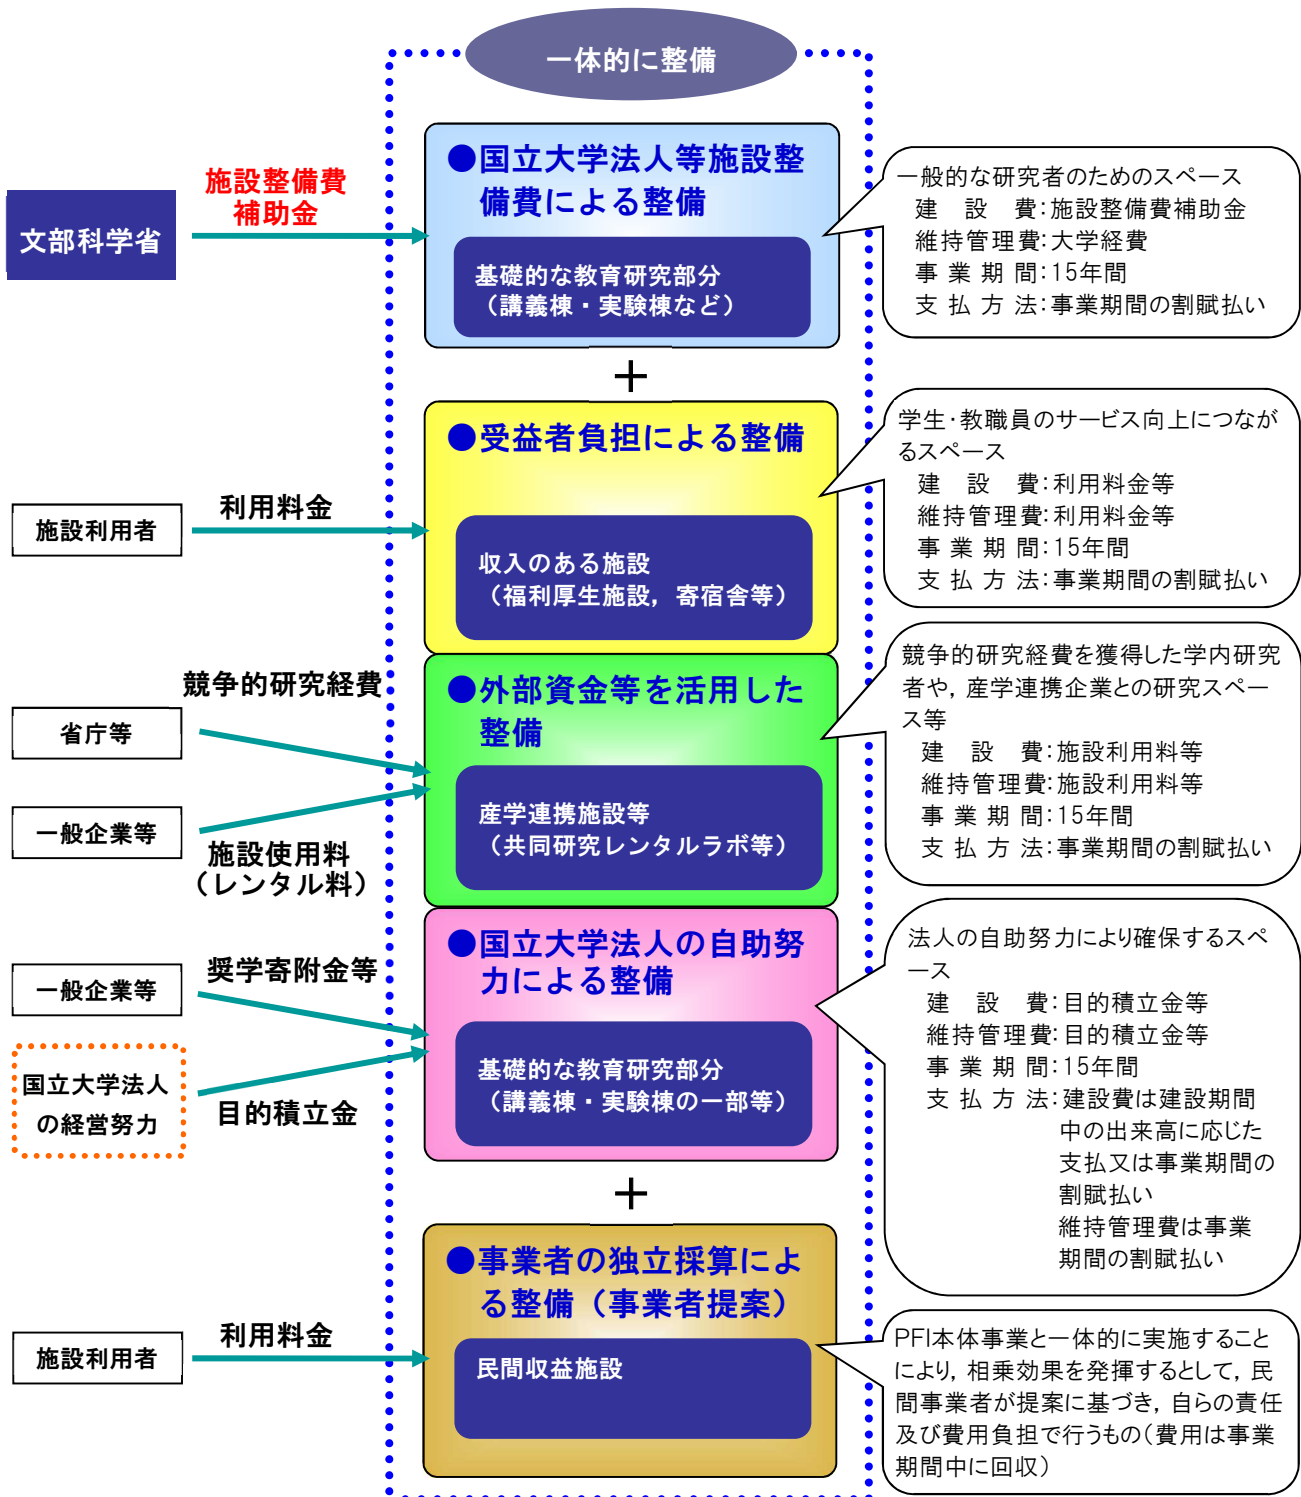 一体的に整備
●国立大学法人等施設整
備費による整備
基礎的な教育研究部分
（講義棟・実験棟など）
文部科学省
施設整備費
補助金
一般的な研究者のためのスペース
建設費：施設整備費補助金
維持管理費：大学経費
事業期間：15年間
支払方法：事業期間の割賦払い
＋
●受益者負担による整備
収入のある施設
（福利厚生施設，寄宿舎等）
施設利用者
利用料金
学生・教職員のサービス向上につなが
るスペース
建設費：利用料金等
維持管理費：利用料金等
事業期間：15年間
支払方法：事業期間の割賦払い
●外部資金等を活用した
整備
産学連携施設等
（共同研究レンタルラボ等）
競争的研究経費
省庁等
一般企業等
施設使用料
（レンタル料）
競争的研究経費を獲得した学内研究
者や，産学連携企業との研究スペー
ス等
建設費：施設利用料等
維持管理費：施設利用料等
事業期間：15年間
支払方法：事業期間の割賦払い
●国立大学法人の自助努
力による整備
基礎的な教育研究部分
（講義棟・実験棟の一部等）
一般企業等
奨学寄附金等
国立大学法人
の経営努力
目的積立金
法人の自助努力により確保するスペ
ース
建設費：目的積立金等
維持管理費：目的積立金等
事業期間：15年間
支払方法：建設費は建設期間
中の出来高に応じた
支払又は事業期間の
割賦払い
維持管理費は事業
期間の割賦払い
＋
●事業者の独立採算によ
る整備（事業者提案）
民間収益施設
施設利用者
利用料金
PFI本体事業と一体的に実施すること
により，相乗効果を発揮するとして，民
間事業者が提案に基づき，自らの責任
及び費用負担で行うもの（費用は事業
期間中に回収）